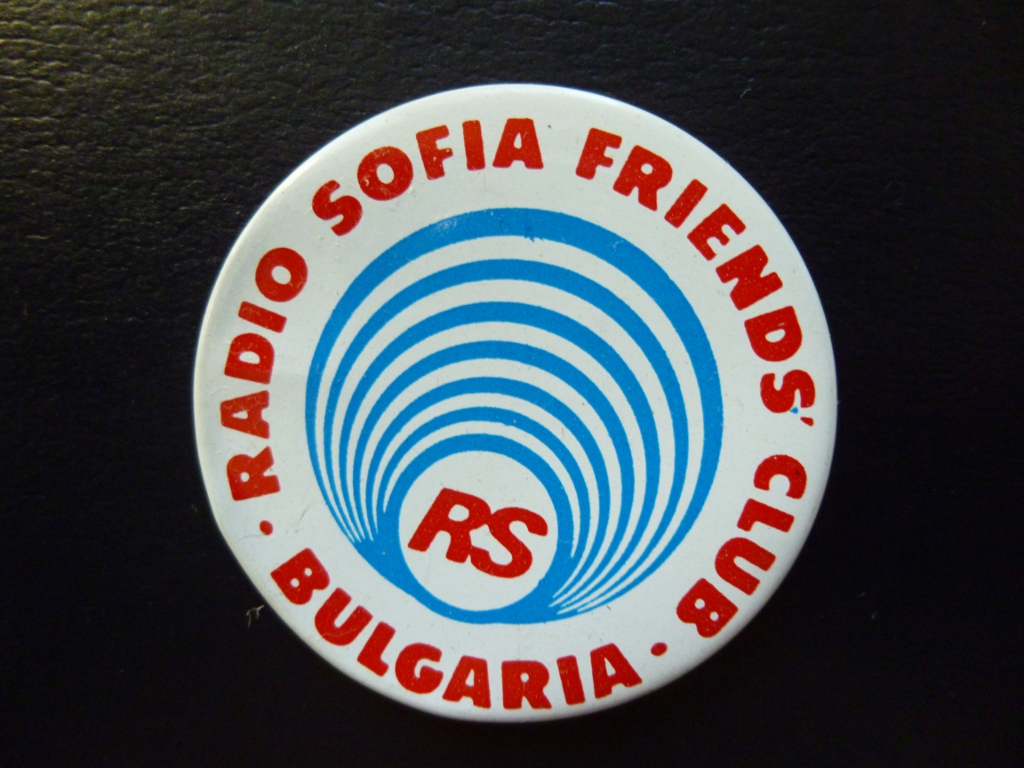 RADIO SOFIA FRIENDS' CLUB
• BULGARIA •
RS